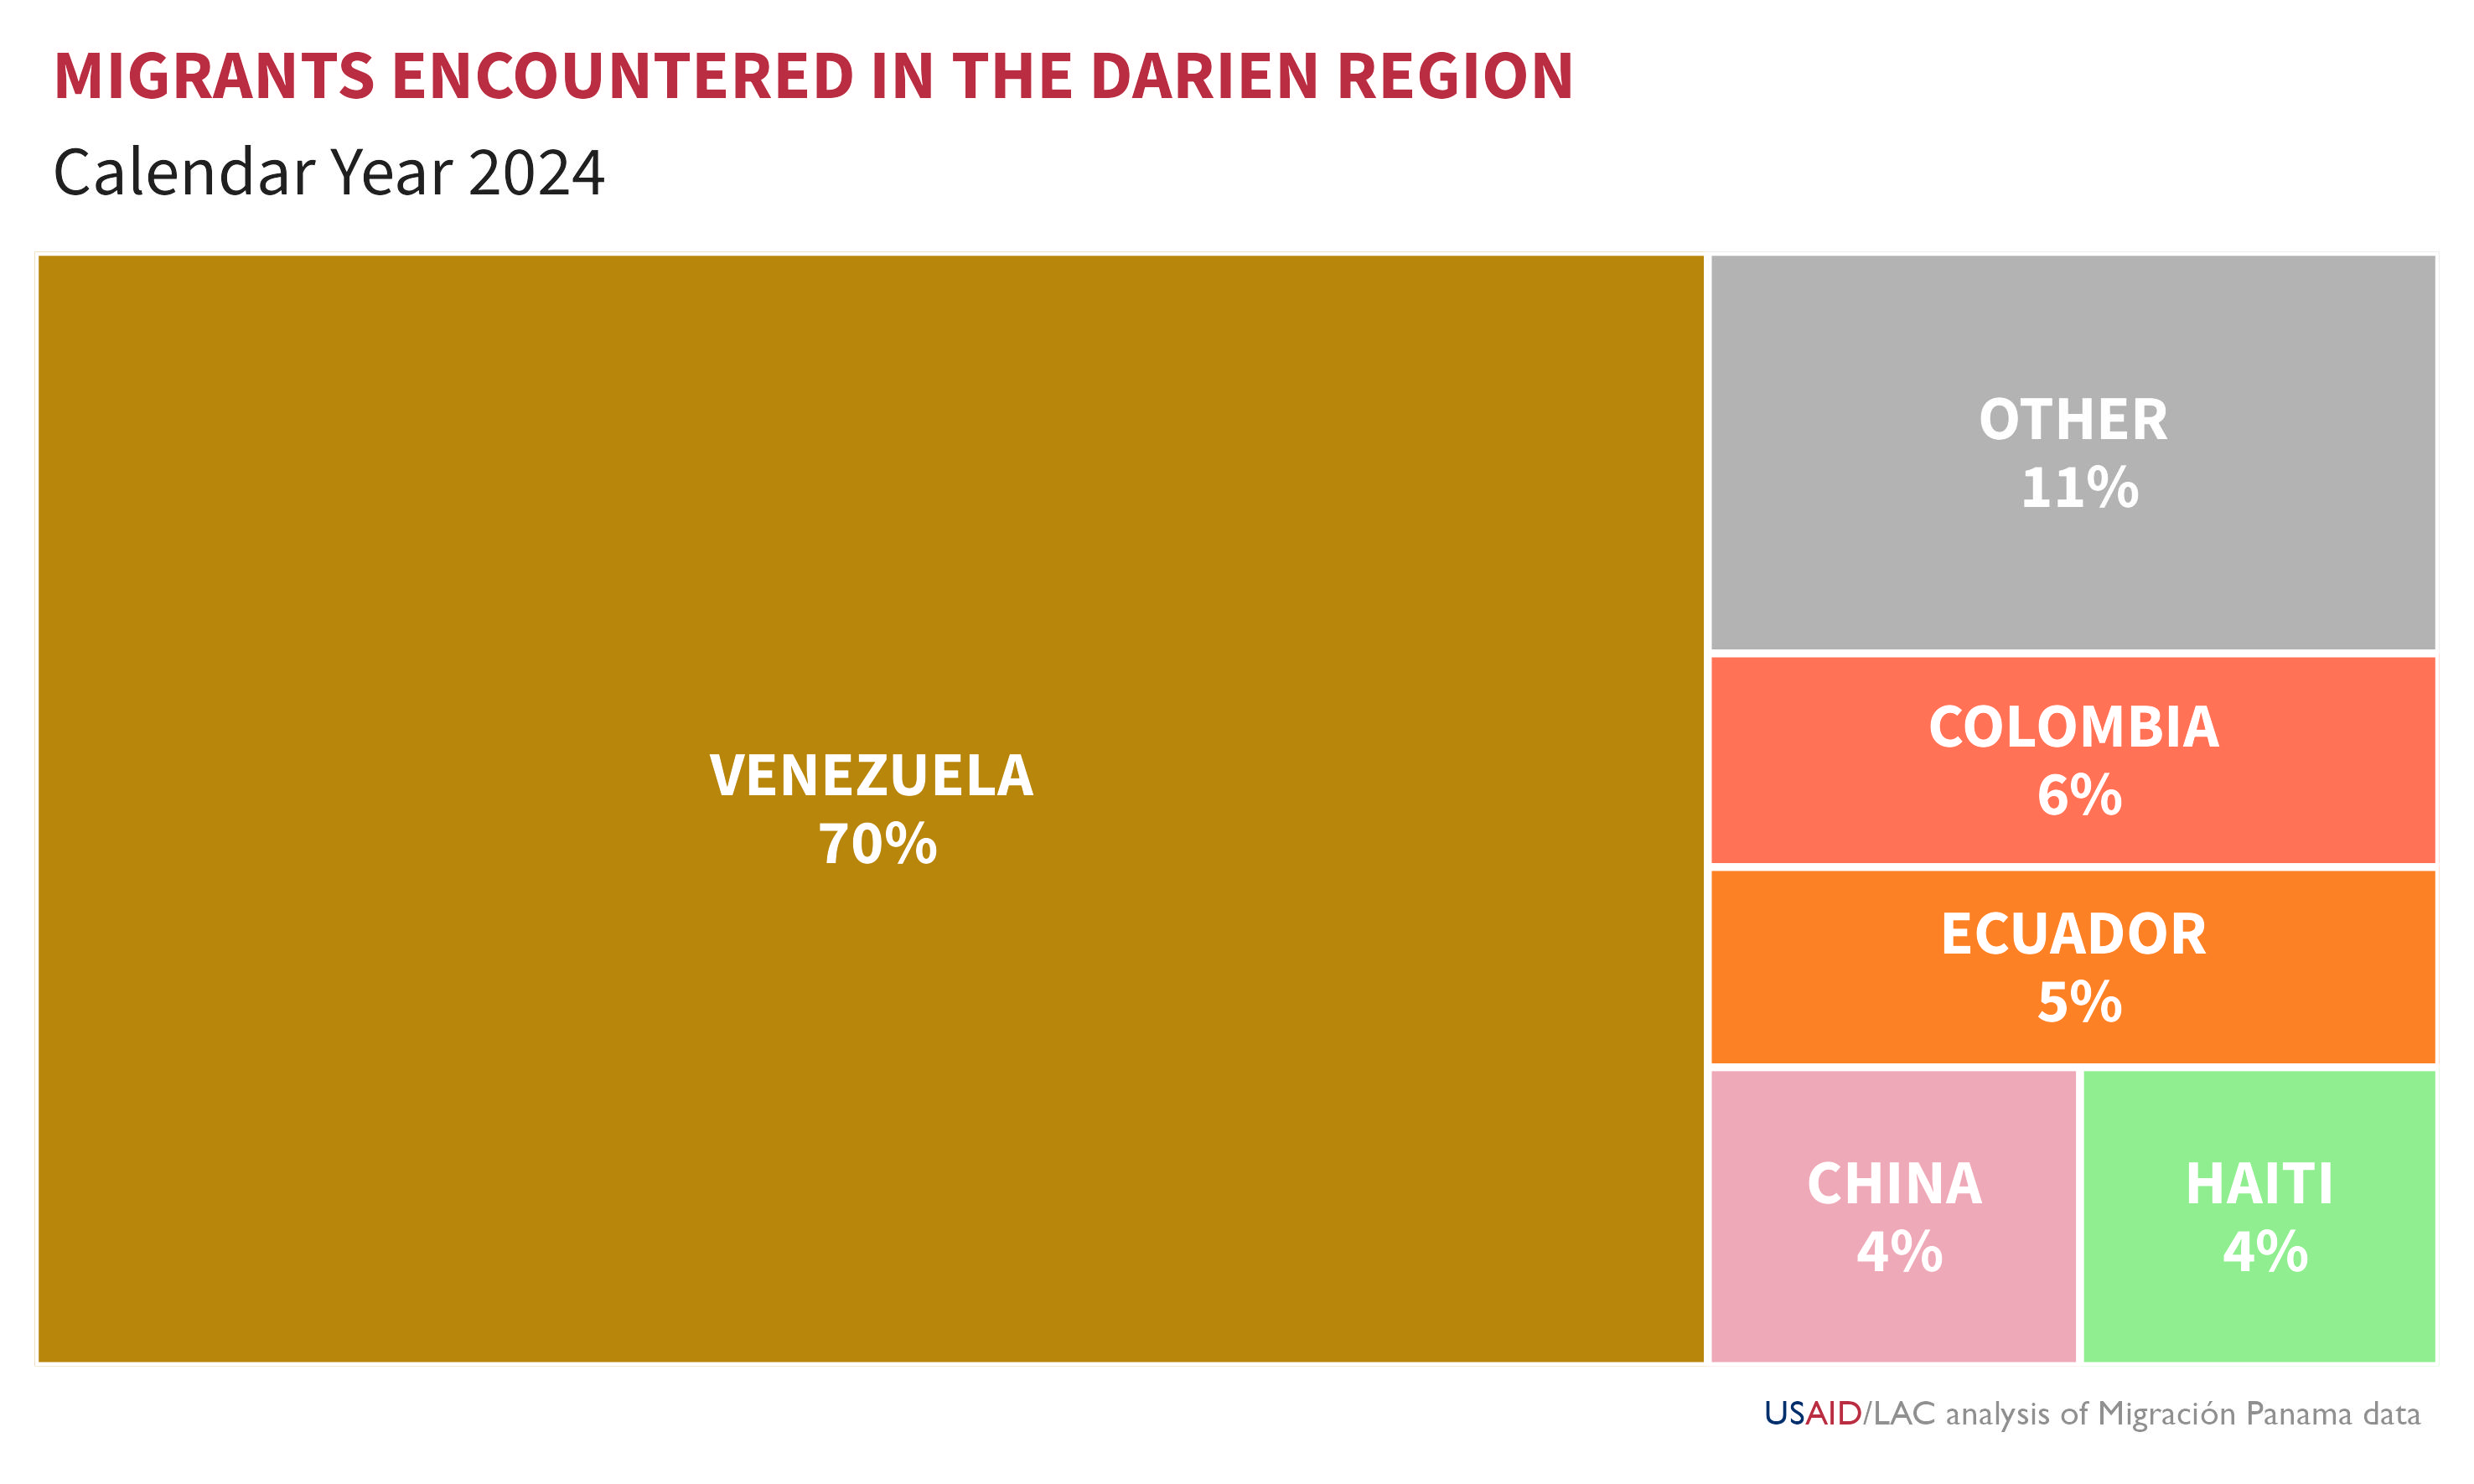 MIGRANTS ENCOUNTERED IN THE DARIEN REGION
Calendar Year 2024
VENEZUELA
70%
OTHER
11%
COLOMBIA
6%
ECUADOR
5%
CHINA
4%
HAITI
4%
USAID/LAC analysis of Migración Panama data